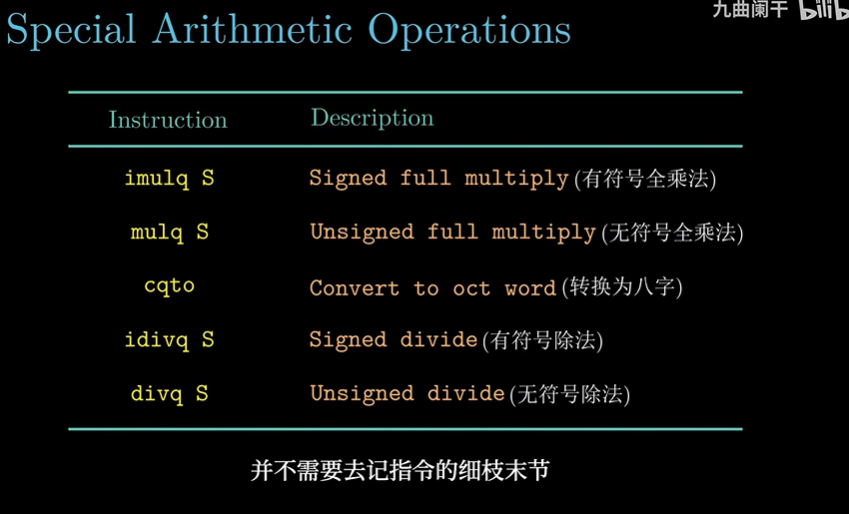 九曲阑干 bilib
Special Arithmetic Operations
Instruction Description
imulq S Signed full multiply(有符号全乘法)
mulq S Unsigned full multiply(无符号全乘法)
cqto Convert to oct word(转换为八字)
idivq S Signed divide(有符号除法)
divq S Unsigned divide(无符号除法)
并不需要去记指令的细枝末节